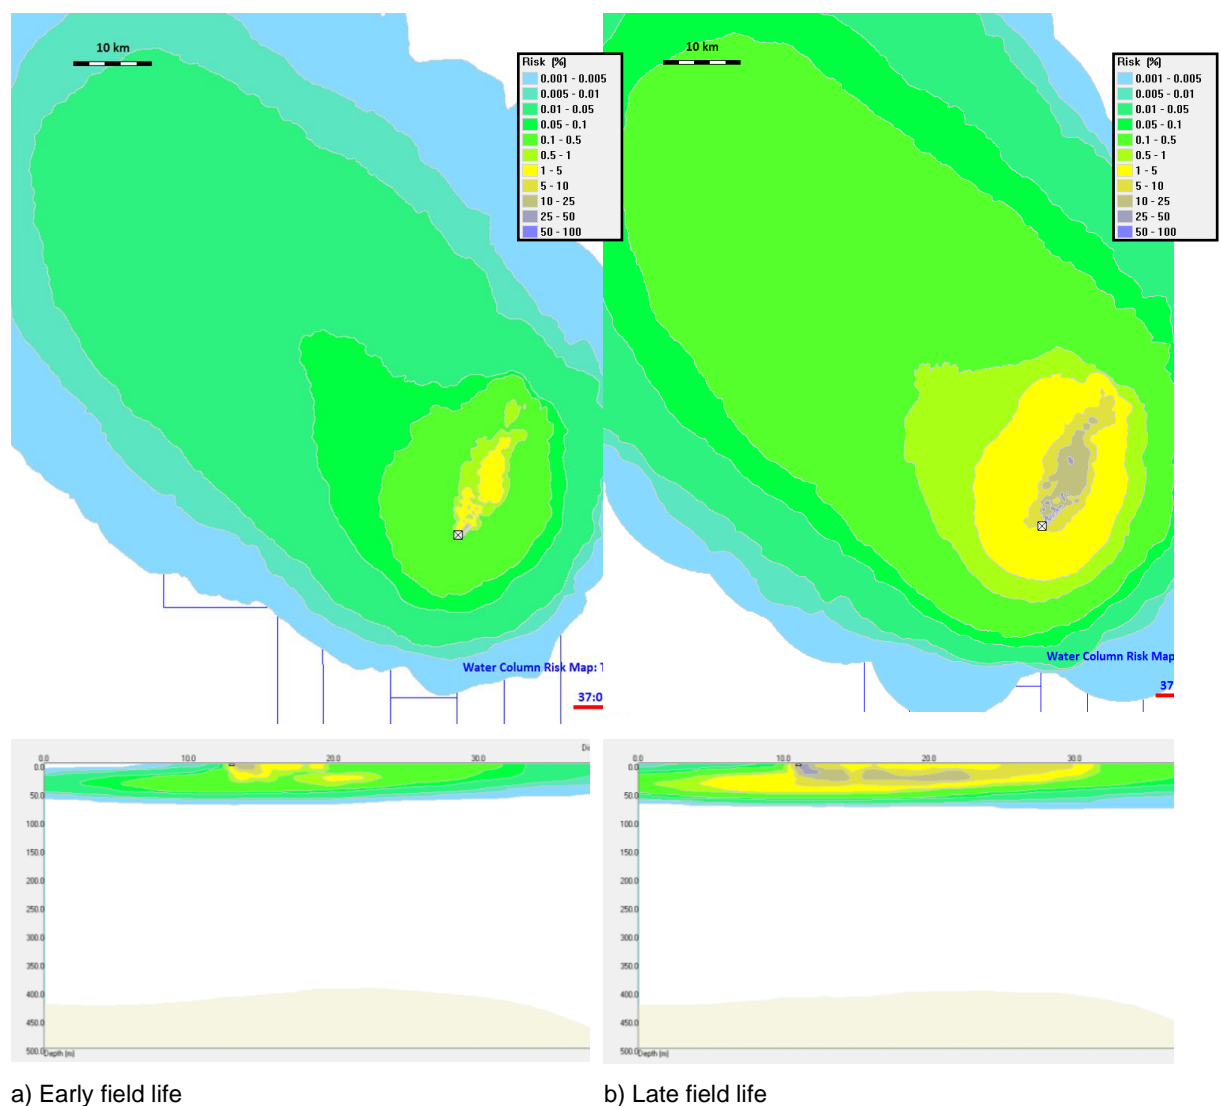 10 km
Risk (%)
0.001 - 0.005
0.005 - 0.01
0.01 - 0.05
0.05 - 0.1
0.1 - 0.5
0.5 - 1
1 - 5
5 - 10
10 - 25
25 - 50
50 - 100
Water Column Risk Map: T
37:0
10 km
Risk (%)
0.001 - 0.005
0.005 - 0.01
0.01 - 0.05
0.05 - 0.1
0.1 - 0.5
0.5 - 1
1 - 5
5 - 10
10 - 25
25 - 50
50 - 100
Water Column Risk Map
37
Di
0.0 10.0 20.0 30.0
0.0
50.0
100.0
150.0
200.0
250.0
300.0
350.0
400.0
450.0
500.0 Depth (m)
0.0 10.0 20.0 30.0
0.0
50.0
100.0
150.0
200.0
250.0
300.0
350.0
400.0
450.0
500.0 Depth (m)
a) Early field life
b) Late field life